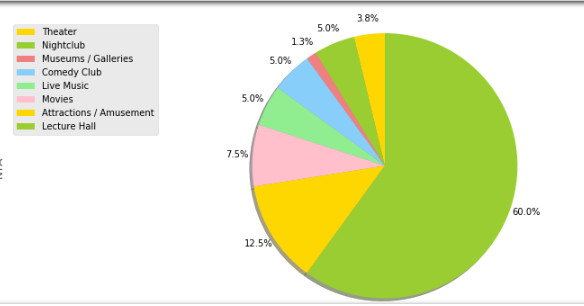 Theater
Nightclub
Museums / Galleries
Comedy Club
Live Music
Movies
Attractions / Amusement
Lecture Hall
3.8%
5.0%
1.3%
5.0%
5.0%
7.5%
12.5%
60.0%